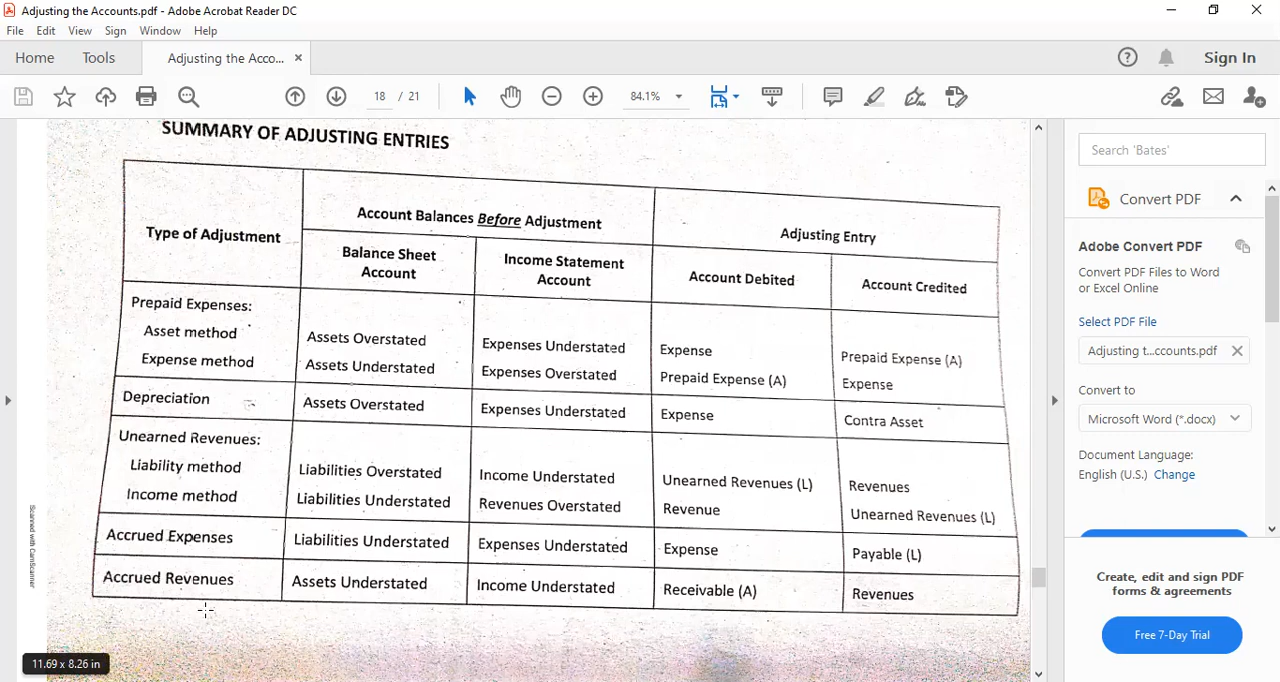 Adjusting the Accounts.pdf - Adobe Acrobat Reader DC
File Edit View Sign Window Help
Home Tools Adjusting the Acco... ×
Sign In
18 / 21
84.1%
SUMMARY OF ADJUSTING ENTRIES
Type of Adjustment
Account Balances Before Adjustment
Adjusting Entry
Balance Sheet
Account
Income Statement
Account
Account Debited
Account Credited
Prepaid Expenses:
Asset method Assets Overstated Expenses Understated Expense Prepaid Expense (A)
Expense method Assets Understated Expenses Overstated Prepaid Expense (A) Expense
Depreciation Assets Overstated Expenses Understated Expense Contra Asset
Unearned Revenues:
Liability method Liabilities Overstated Income Understated Unearned Revenues (L) Revenues
Income method Liabilities Understated Revenues Overstated Revenue Unearned Revenues (L)
Accrued Expenses Liabilities Understated Expenses Understated Expense Payable (L)
Accrued Revenues Assets Understated Income Understated Receivable (A) Revenues
Scanned with CamScanner
11.69 x 8.26 in
Search 'Bates'
Convert PDF
Adobe Convert PDF
Convert PDF Files to Word
or Excel Online
Select PDF File
Adjusting t...ccounts.pdf
Convert to
Microsoft Word (*.docx)
Document Language:
English (U.S.) Change
Create, edit and sign PDF
forms & agreements
Free 7-Day Trial